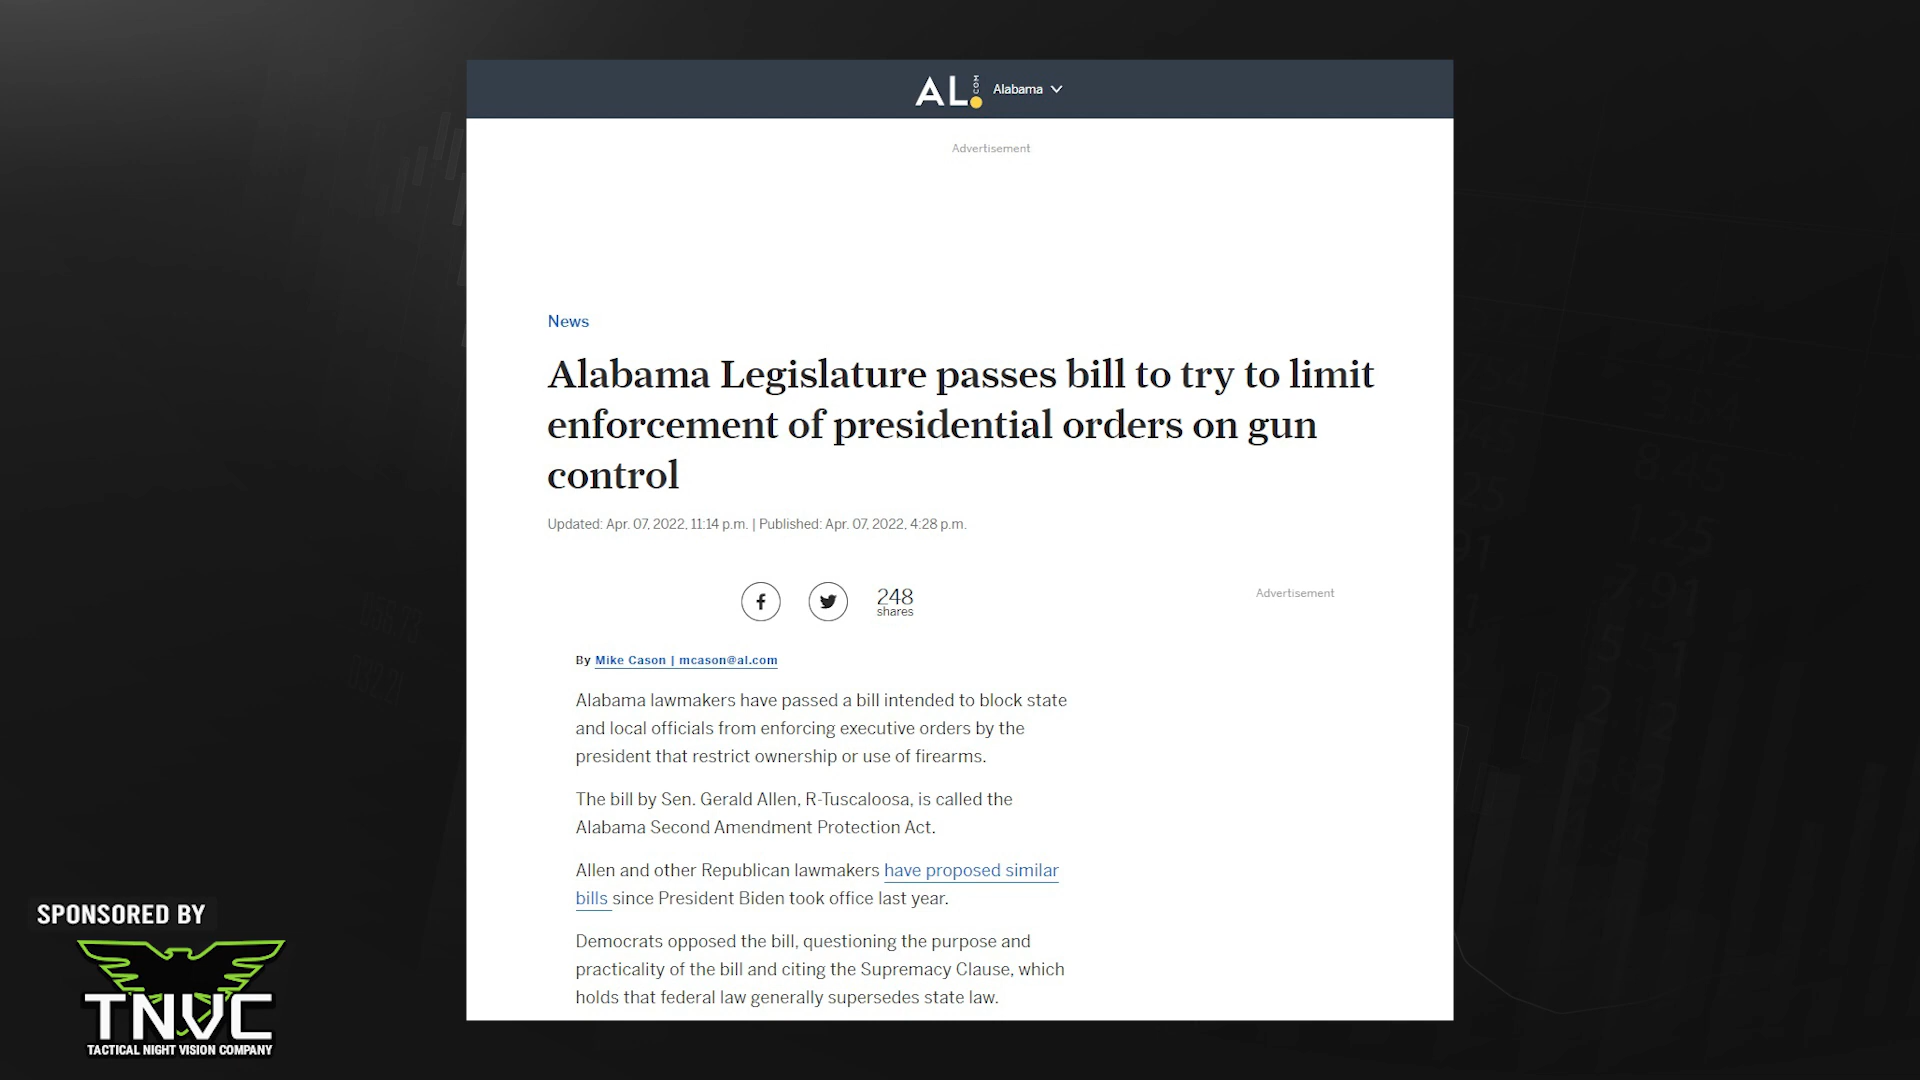 AL.COM Alabama
Advertisement
News
Alabama Legislature passes bill to try to limit
enforcement of presidential orders on gun
control
Updated: Apr. 07, 2022, 11:14 p.m. | Published: Apr. 07, 2022, 4:28 p.m.
248
shares
Advertisement
By Mike Cason | mcason@al.com
Alabama lawmakers have passed a bill intended to block state
and local officials from enforcing executive orders by the
president that restrict ownership or use of firearms.
The bill by Sen. Gerald Allen, R-Tuscaloosa, is called the
Alabama Second Amendment Protection Act.
Allen and other Republican lawmakers have proposed similar
bills since President Biden took office last year.
Democrats opposed the bill, questioning the purpose and
practicality of the bill and citing the Supremacy Clause, which
holds that federal law generally supersedes state law.
SPONSORED BY
TNVC
TACTICAL NIGHT VISION COMPANY